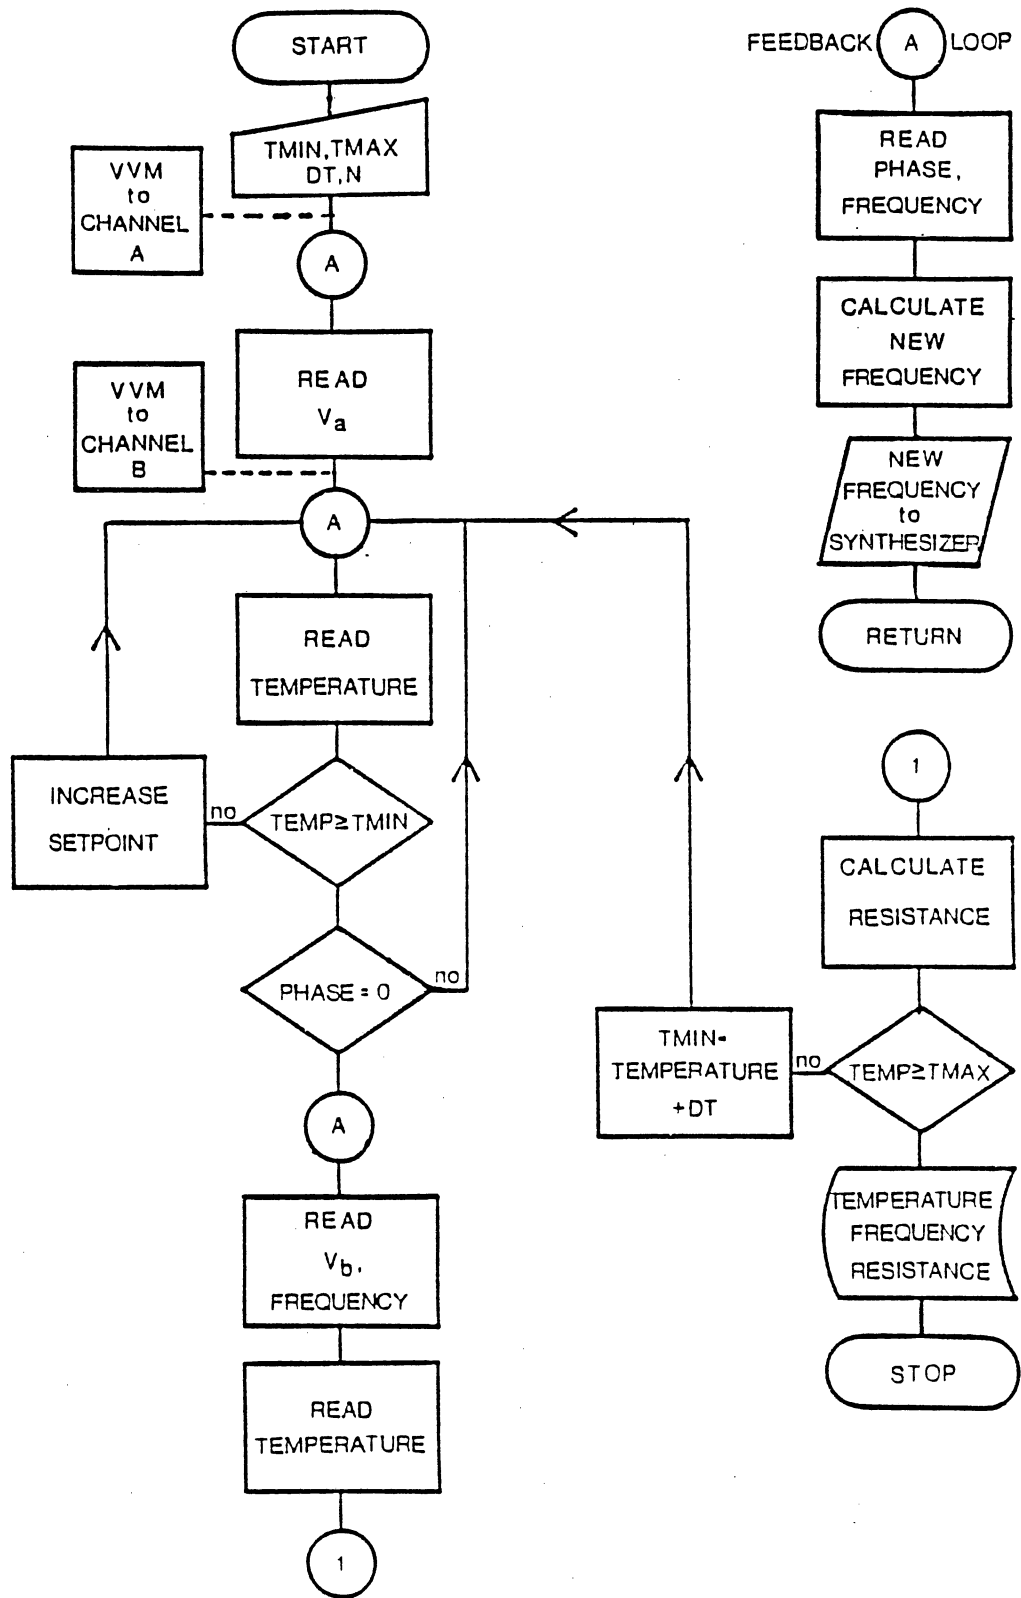 START
TMIN,TMAX
DT,N
VVM
to
CHANNEL
A
A
READ
Va
VVM
to
CHANNEL
B
A
READ
TEMPERATURE
INCREASE
SETPOINT
no
TEMP≥TMIN
PHASE = 0
no
A
READ
Vb,
FREQUENCY
READ
TEMPERATURE
1
FEEDBACK A LOOP
READ
PHASE,
FREQUENCY
CALCULATE
NEW
FREQUENCY
NEW
FREQUENCY
to
SYNTHESIZER
RETURN
1
CALCULATE
RESISTANCE
TEMP≥TMAX
no
TMIN=
TEMPERATURE
+DT
TEMPERATURE
FREQUENCY
RESISTANCE
STOP